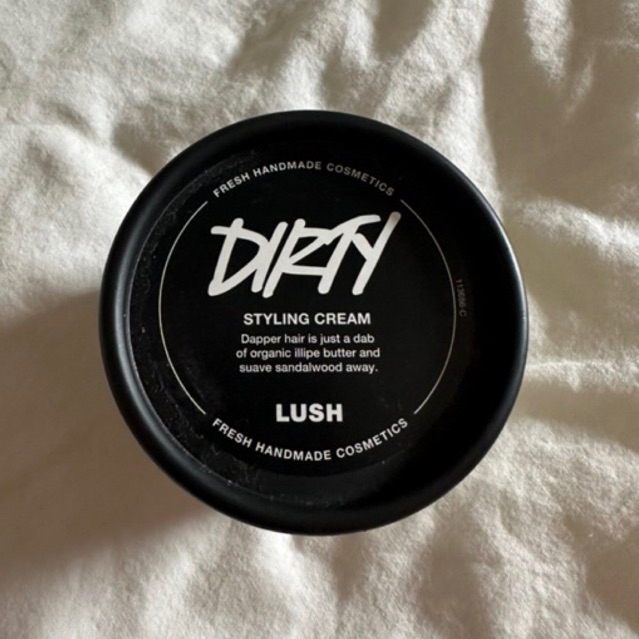 FRESH HANDMADE COSMETICS
DIRTY
STYLING CREAM
Dapper hair is just a dab
of organic illipe butter and
suave sandalwood away.
LUSH
FRESH HANDMADE COSMETICS